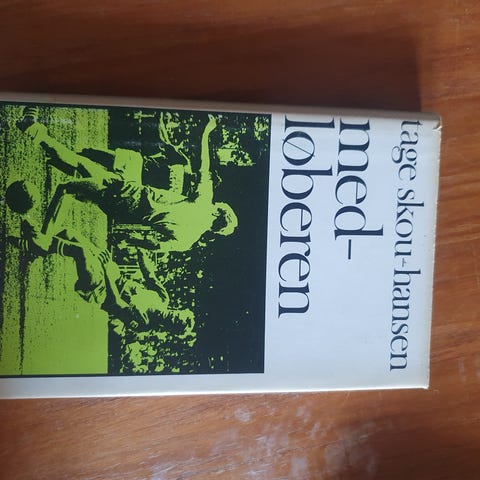 tage skou-hansen
med-
løberen